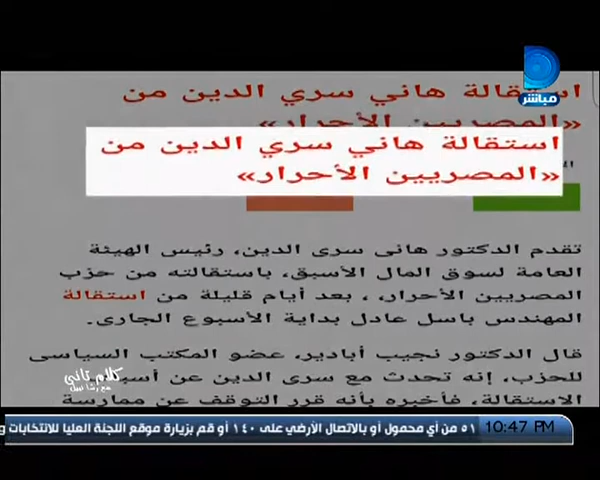 استقالة هاني سري الدين من
«المصريين الأحرار»
مباشر
استقالة هاني سري الدين من
«المصريين الأحرار»
تقدم الدكتور هانى سرى الدين، رئيس الهيئة
العامة لسوق المال الأسبق، باستقالته من حزب
المصريين الأحرار، ، بعد أيام قليلة من استقالة
المهندس باسل عادل بداية الأسبوع الجارى.
قال الدكتور نجيب أبادير، عضو المكتب السياسى
للحزب، إنه تحدث مع سرى الدين عن
الاستقالة، فأخبره بأنه قرر التوقف عن ممارسة
كلام تاني
مع رشا نبيل
٥١ من أي محمول أو بالاتصال الأرضي على ١٤٠ أو قم بزيارة موقع اللجنة العليا للانتخابات
10:47 PM